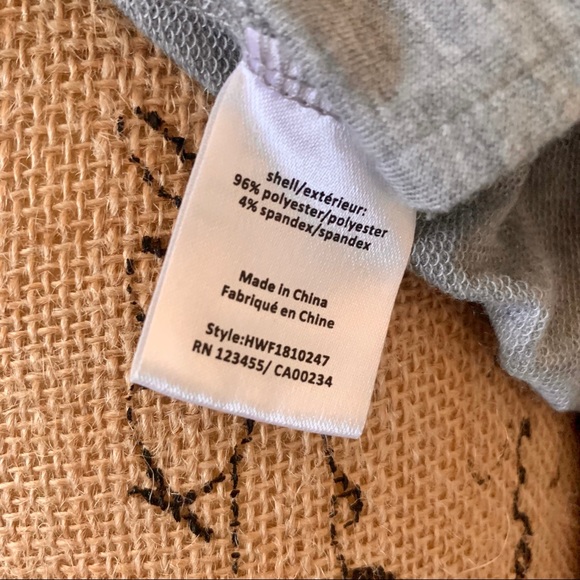 shell/extérieur:
96% polyester/polyester
4% spandex/spandex
Made in China
Fabriqué en Chine
Style:HWF1810247
RN 123455/ CA00234